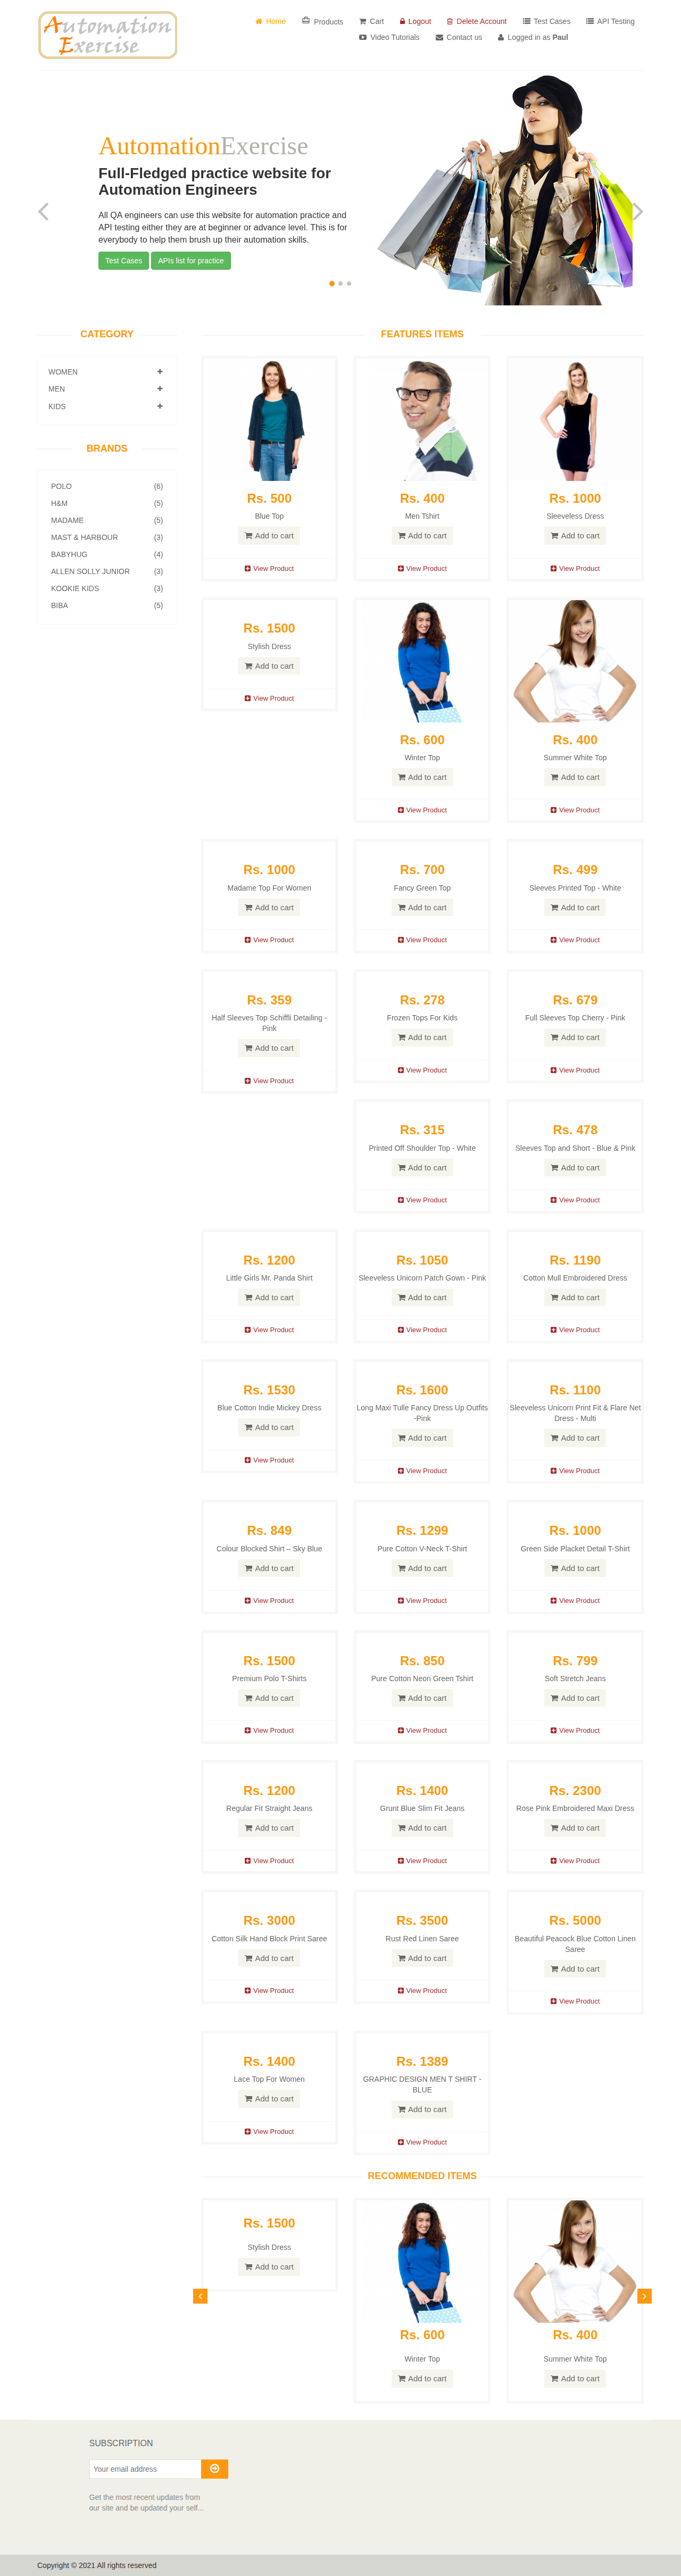 Automation
Exercise
Home
Products
Cart
Logout
Delete Account
Test Cases
API Testing
Video Tutorials
Contact us
Logged in as Paul
AutomationExercise
Full-Fledged practice website for
Automation Engineers
All QA engineers can use this website for automation practice and
API testing either they are at beginner or advance level. This is for
everybody to help them brush up their automation skills.
Test Cases
APIs list for practice
CATEGORY
WOMEN
MEN
KIDS
BRANDS
POLO (6)
H&M (5)
MADAME (5)
MAST & HARBOUR (3)
BABYHUG (4)
ALLEN SOLLY JUNIOR (3)
KOOKIE KIDS (3)
BIBA (5)
FEATURES ITEMS
Rs. 500
Blue Top
Add to cart
View Product
Rs. 400
Men Tshirt
Add to cart
View Product
Rs. 1000
Sleeveless Dress
Add to cart
View Product
Rs. 1500
Stylish Dress
Add to cart
View Product
Rs. 600
Winter Top
Add to cart
View Product
Rs. 400
Summer White Top
Add to cart
View Product
Rs. 1000
Madame Top For Women
Add to cart
View Product
Rs. 700
Fancy Green Top
Add to cart
View Product
Rs. 499
Sleeves Printed Top - White
Add to cart
View Product
Rs. 359
Half Sleeves Top Schiffli Detailing -
Pink
Add to cart
View Product
Rs. 278
Frozen Tops For Kids
Add to cart
View Product
Rs. 679
Full Sleeves Top Cherry - Pink
Add to cart
View Product
Rs. 315
Printed Off Shoulder Top - White
Add to cart
View Product
Rs. 478
Sleeves Top and Short - Blue & Pink
Add to cart
View Product
Rs. 1200
Little Girls Mr. Panda Shirt
Add to cart
View Product
Rs. 1050
Sleeveless Unicorn Patch Gown - Pink
Add to cart
View Product
Rs. 1190
Cotton Mull Embroidered Dress
Add to cart
View Product
Rs. 1530
Blue Cotton Indie Mickey Dress
Add to cart
View Product
Rs. 1600
Long Maxi Tulle Fancy Dress Up Outfits
-Pink
Add to cart
View Product
Rs. 1100
Sleeveless Unicorn Print Fit & Flare Net
Dress - Multi
Add to cart
View Product
Rs. 849
Colour Blocked Shirt – Sky Blue
Add to cart
View Product
Rs. 1299
Pure Cotton V-Neck T-Shirt
Add to cart
View Product
Rs. 1000
Green Side Placket Detail T-Shirt
Add to cart
View Product
Rs. 1500
Premium Polo T-Shirts
Add to cart
View Product
Rs. 850
Pure Cotton Neon Green Tshirt
Add to cart
View Product
Rs. 799
Soft Stretch Jeans
Add to cart
View Product
Rs. 1200
Regular Fit Straight Jeans
Add to cart
View Product
Rs. 1400
Grunt Blue Slim Fit Jeans
Add to cart
View Product
Rs. 2300
Rose Pink Embroidered Maxi Dress
Add to cart
View Product
Rs. 3000
Cotton Silk Hand Block Print Saree
Add to cart
View Product
Rs. 3500
Rust Red Linen Saree
Add to cart
View Product
Rs. 5000
Beautiful Peacock Blue Cotton Linen
Saree
Add to cart
View Product
Rs. 1400
Lace Top For Women
Add to cart
View Product
Rs. 1389
GRAPHIC DESIGN MEN T SHIRT -
BLUE
Add to cart
View Product
RECOMMENDED ITEMS
Rs. 1500
Stylish Dress
Add to cart
Rs. 600
Winter Top
Add to cart
Rs. 400
Summer White Top
Add to cart
SUBSCRIPTION
Your email address
Get the most recent updates from
our site and be updated your self...
Copyright © 2021 All rights reserved